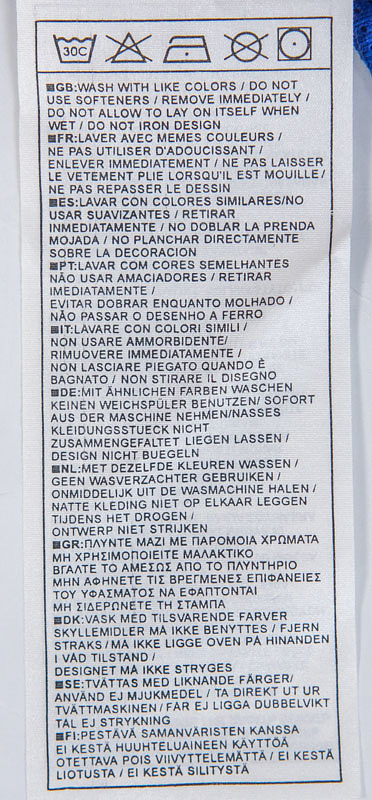 30C
■GB:WASH WITH LIKE COLORS / DO NOT
USE SOFTENERS / REMOVE IMMEDIATELY /
DO NOT ALLOW TO LAY ON ITSELF WHEN
WET / DO NOT IRON DESIGN
■FR:LAVER AVEC MEMES COULEURS /
NE PAS UTILISER D'ADOUCISSANT /
ENLEVER IMMEDIATEMENT / NE PAS LAISSER
LE VETEMENT PLIE LORSQU'IL EST MOUILLE /
NE PAS REPASSER LE DESSIN
■ES:LAVAR CON COLORES SIMILARES/NO
USAR SUAVIZANTES / RETIRAR
INMEDIATAMENTE / NO DOBLAR LA PRENDA
MOJADA / NO PLANCHAR DIRECTAMENTE
SOBRE LA DECORACION
■PT:LAVAR COM CORES SEMELHANTES
NÃO USAR AMACIADORES / RETIRAR
IMEDIATAMENTE /
EVITAR DOBRAR ENQUANTO MOLHADO /
NÃO PASSAR O DESENHO A FERRO
■IT:LAVARE CON COLORI SIMILI /
NON USARE AMMORBIDENTE/
RIMUOVERE IMMEDIATAMENTE /
NON LASCIARE PIEGATO QUANDO È
BAGNATO / NON STIRARE IL DISEGNO
■DE:MIT ÄHNLICHEN FARBEN WASCHEN
KEINEN WEICHSPÜLER BENUTZEN/ SOFORT
AUS DER MASCHINE NEHMEN/NASSES
KLEIDUNGSSTUECK NICHT
ZUSAMMENGEFALTET LIEGEN LASSEN /
DESIGN NICHT BUEGELN
■NL:MET DEZELFDE KLEUREN WASSEN /
GEEN WASVERZACHTER GEBRUIKEN /
ONMIDDELIJK UIT DE WASMACHINE HALEN /
NATTE KLEDING NIET OP ELKAAR LEGGEN
TIJDENS HET DROGEN /
ONTWERP NIET STRIJKEN
■GR:ΠΛΥΝΤΕ ΜΑΖΙ ΜΕ ΠΑΡΟΜΟΙΑ ΧΡΩΜΑΤΑ
ΜΗ ΧΡΗΣΙΜΟΠΟΙΕΙΤΕ ΜΑΛΑΚΤΙΚΟ
ΒΓΑΛΤΕ ΤΟ ΑΜΕΣΩΣ ΑΠΟ ΤΟ ΠΛΥΝΤΗΡΙΟ
ΜΗΝ ΑΦΗΝΕΤΕ ΤΙΣ ΒΡΕΓΜΕΝΕΣ ΕΠΙΦΑΝΕΙΕΣ
ΤΟΥ ΥΦΑΣΜΑΤΟΣ ΝΑ ΕΦΑΠΤΟΝΤΑΙ
ΜΗ ΣΙΔΕΡΩΝΕΤΕ ΤΗ ΣΤΑΜΠΑ
■DK:VASK MED TILSVARENDE FARVER
SKYLLEMIDLER MÅ IKKE BENYTTES / FJERN
STRAKS / MÅ IKKE LIGGE OVEN PÅ HINANDEN
I VÅD TILSTAND /
DESIGNET MÅ IKKE STRYGES
■SE:TVÄTTAS MED LIKNANDE FÄRGER/
ANVÄND EJ MJUKMEDEL / TA DIREKT UT UR
TVÄTTMASKINEN / FÅR EJ LIGGA DUBBELVIKT
TAL EJ STRYKNING
■FI:PESTÄVÄ SAMANVÄRISTEN KANSSA
EI KESTÄ HUUHTELUAINEEN KÄYTTÖÄ
OTETTAVA POIS VIIVYTTELEMÄTTÄ / EI KESTÄ
LIOTUSTA / EI KESTÄ SILITYSTÄ